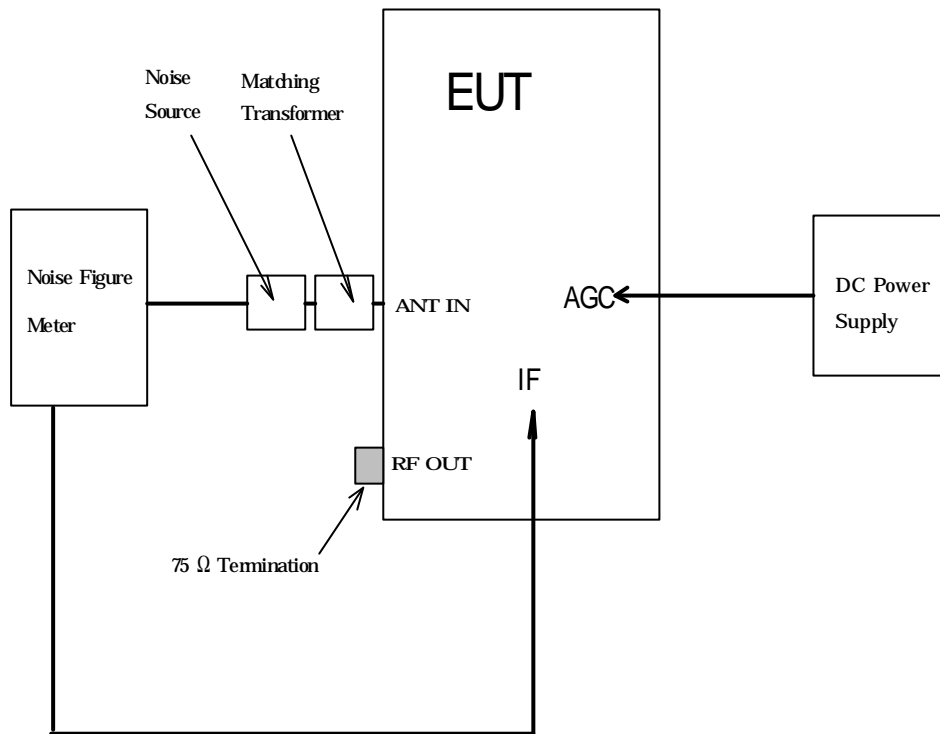 Noise
Source
Matching
Transformer
EUT
Noise Figure
Meter
ANT IN
AGC
DC Power
Supply
IF
RF OUT
75 Ω Termination